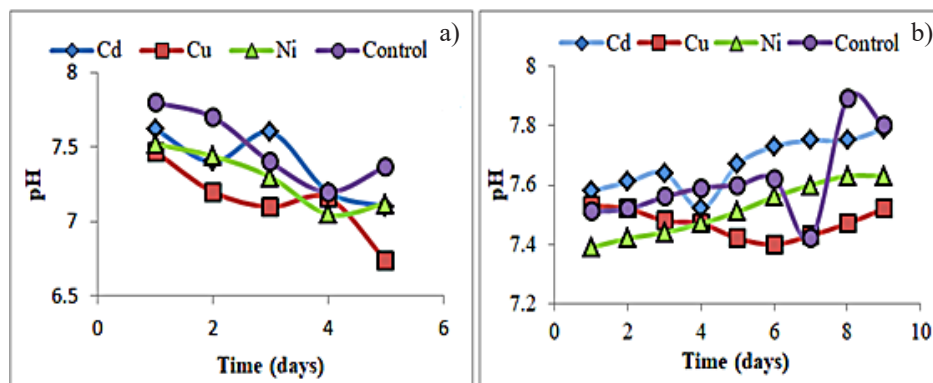 a)
Cd Cu Ni Control
8
7.5
7
6.5
pH
0 2 4 6
Time (days)
b)
Cd Cu Ni Control
8
7.8
7.6
7.4
7.2
pH
0 2 4 6 8 10
Time (days)